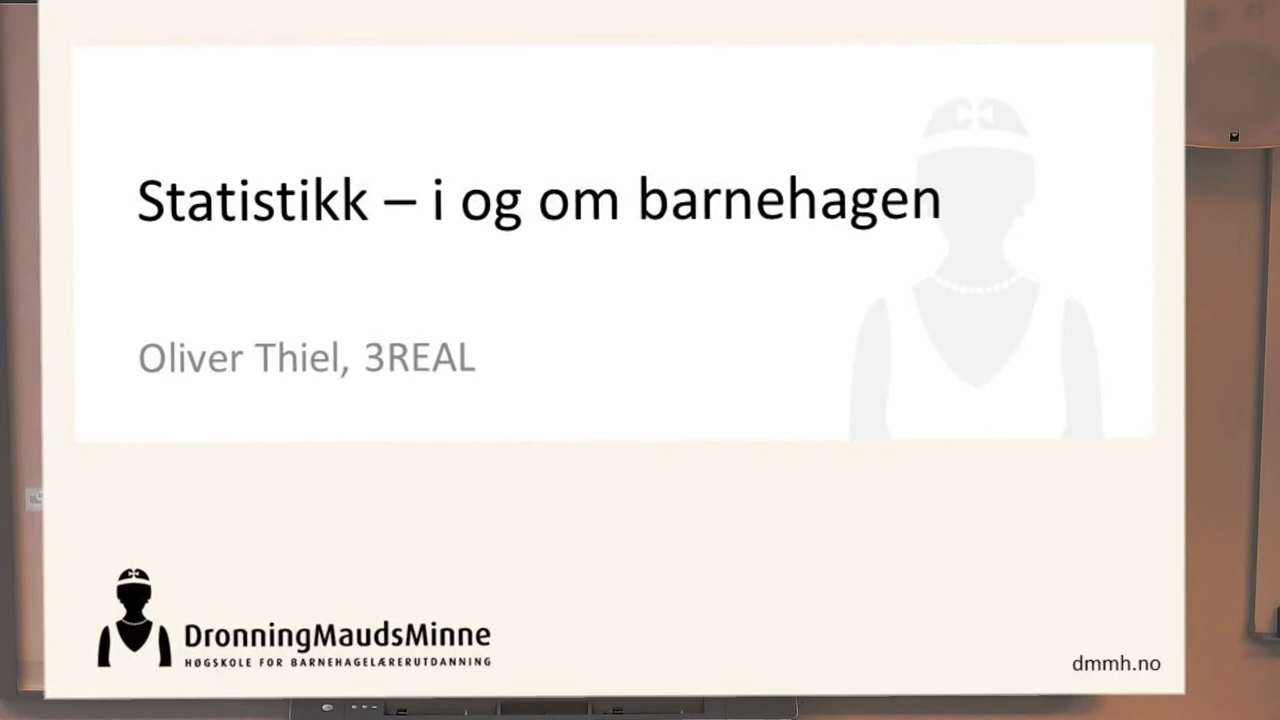 Statistikk – i og om barnehagen
Oliver Thiel, 3REAL
DronningMaudsMinne
HØGSKOLE FOR BARNEHAGELÆRERUTDANNING
dmmh.no